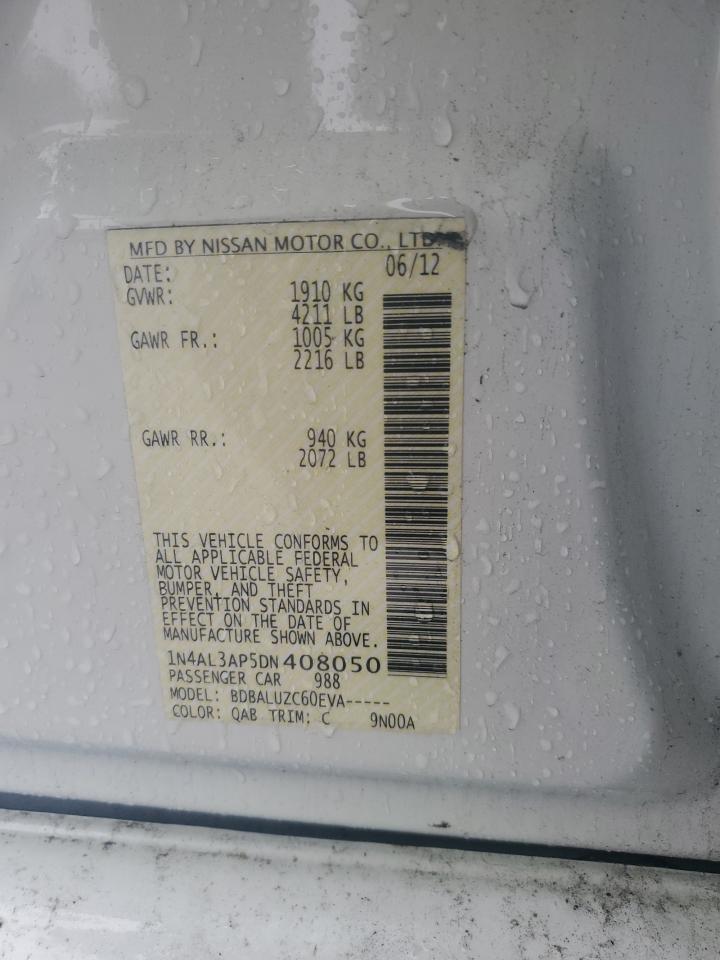 MFD BY NISSAN MOTOR CO., LTD.
DATE: 06/12
GVWR: 1910 KG
4211 LB
GAWR FR.: 1005 KG
2216 LB
GAWR RR.: 940 KG
2072 LB
THIS VEHICLE CONFORMS TO
ALL APPLICABLE FEDERAL
MOTOR VEHICLE SAFETY,
BUMPER, AND THEFT
PREVENTION STANDARDS IN
EFFECT ON THE DATE OF
MANUFACTURE SHOWN ABOVE.
1N4AL3AP5DN408050
PASSENGER CAR 988
MODEL: BDBALUZC60EVA-----
COLOR: QAB TRIM: C 9N00A